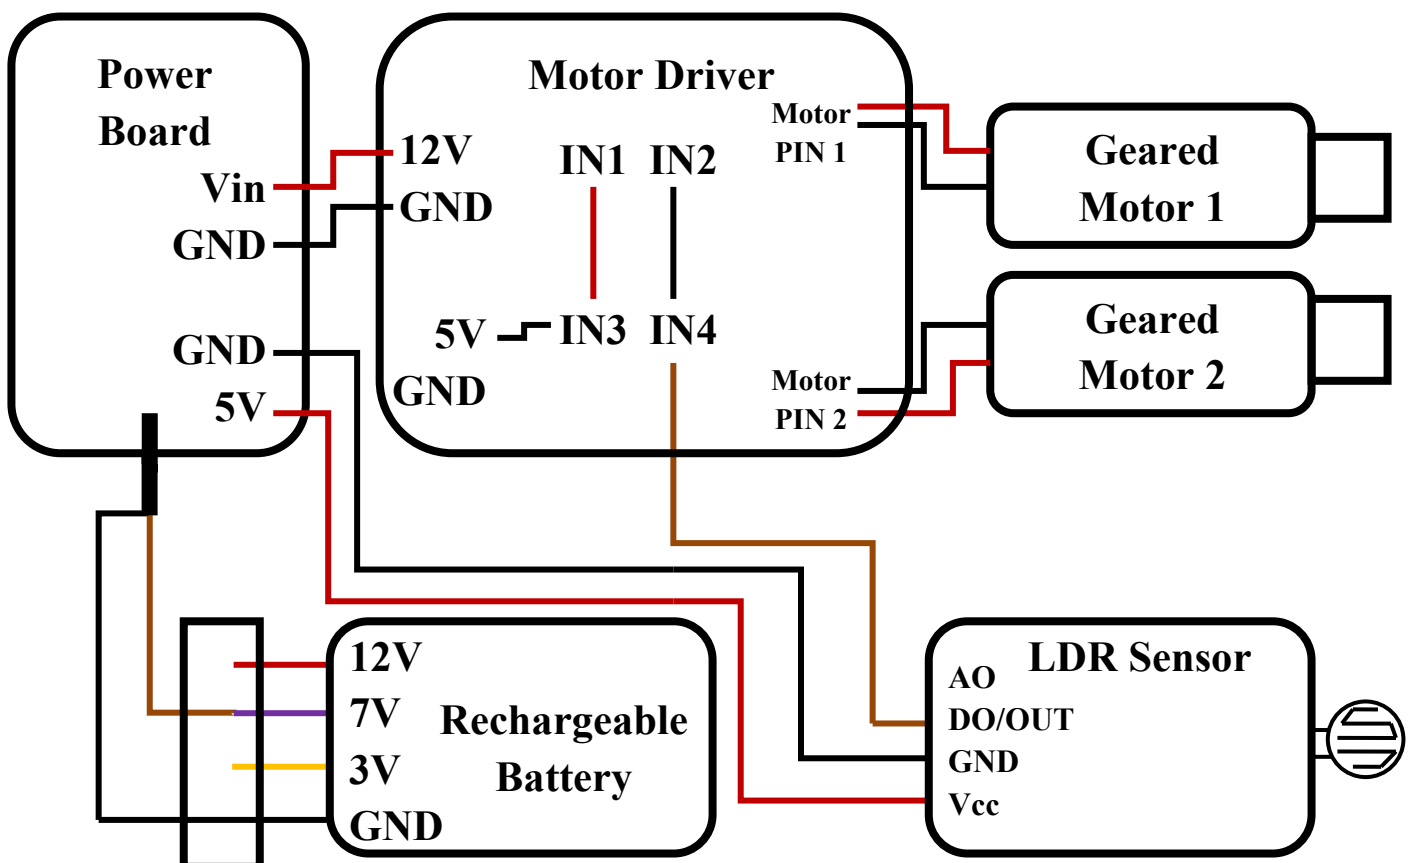 Power
Board
Vin
GND
GND
5V
Motor Driver
12V
GND
IN1 IN2
IN3 IN4
5V
GND
Motor
PIN 1
Motor
PIN 2
Geared
Motor 1
Geared
Motor 2
12V
7V
3V
GND
Rechargeable
Battery
LDR Sensor
AO
DO/OUT
GND
Vcc